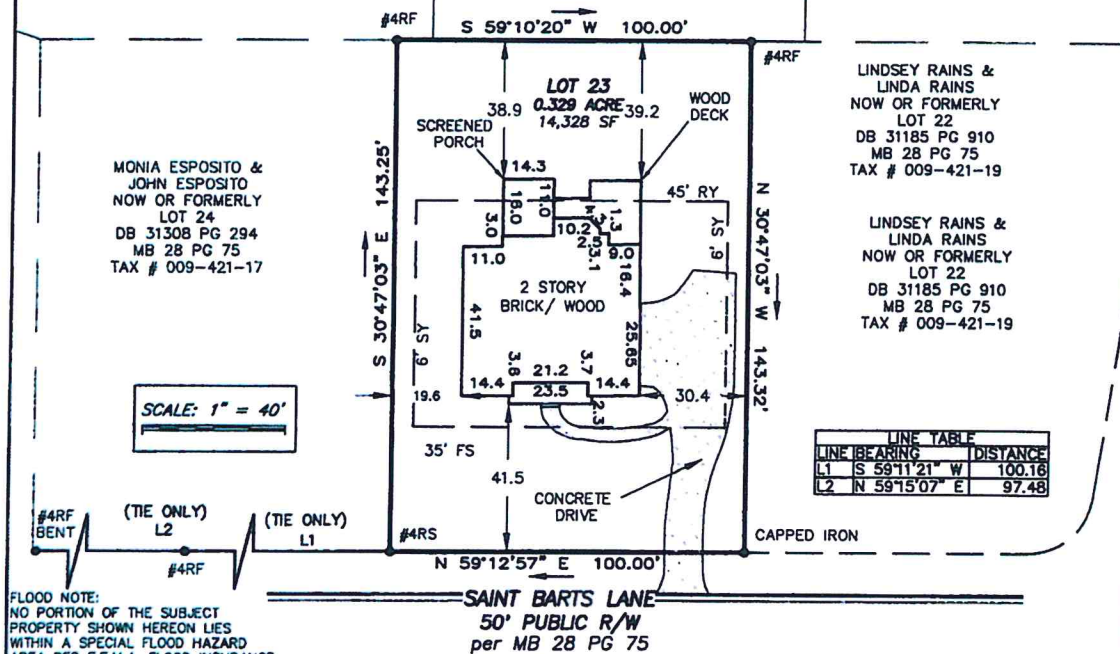 #4RF
S 59°10'20" W 100.00'
#4RF
LOT 23
0.329 ACRE
14,328 SF
38.9
39.2
WOOD
DECK
SCREENED
PORCH
LINDSEY RAINS &
LINDA RAINS
NOW OR FORMERLY
LOT 22
DB 31185 PG 910
MB 28 PG 75
TAX # 009-421-19
MONIA ESPOSITO &
JOHN ESPOSITO
NOW OR FORMERLY
LOT 24
DB 31308 PG 294
MB 28 PG 75
TAX # 009-421-17
S 30°47'03" E 143.25'
N 30°47'03" W 143.32'
14.3
16.0
11.0
3.0
11.0
10.2
2.5
3.1
1.3
9.0
16.4
45' RY
6' SY
LINDSEY RAINS &
LINDA RAINS
NOW OR FORMERLY
LOT 22
DB 31185 PG 910
MB 28 PG 75
TAX # 009-421-19
2 STORY
BRICK/ WOOD
41.5
25.65
6' SY
3.8
21.2
3.7
19.6
14.4
23.5
14.4
2.3
30.4
SCALE: 1" = 40'
35' FS
41.5
LINE TABLE
LINE BEARING DISTANCE
L1 S 59°11'21" W 100.16
L2 N 59°15'07" E 97.48
CONCRETE
DRIVE
#4RF
BENT
(TIE ONLY)
L2
#4RF
(TIE ONLY)
L1
#4RS
CAPPED IRON
N 59°12'57" E 100.00'
FLOOD NOTE:
NO PORTION OF THE SUBJECT
PROPERTY SHOWN HEREON LIES
WITHIN A SPECIAL FLOOD HAZARD
SAINT BARTS LANE
50' PUBLIC R/W
per MB 28 PG 75